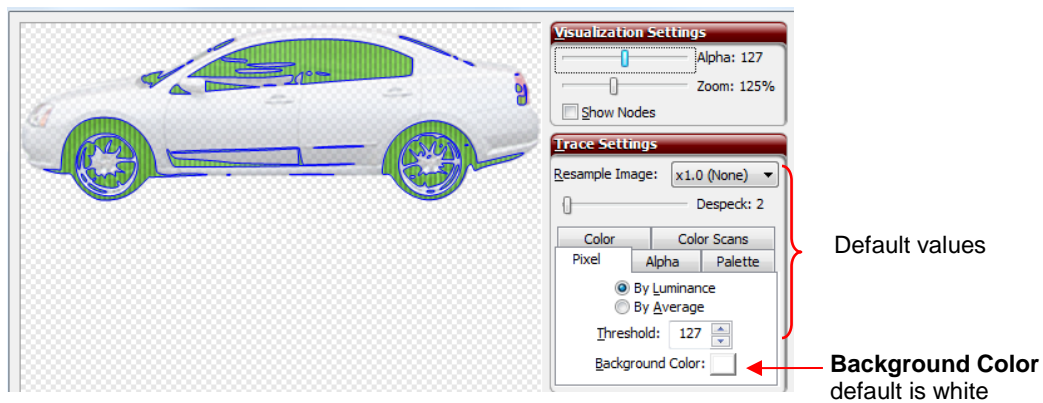 Visualization Settings
Alpha: 127
Zoom: 125%
Show Nodes
Trace Settings
Resample Image: x1.0 (None)
Despeck: 2
Color Color Scans
Pixel Alpha Palette
By Luminance
By Average
Threshold: 127
Background Color:
Default values
Background Color
default is white